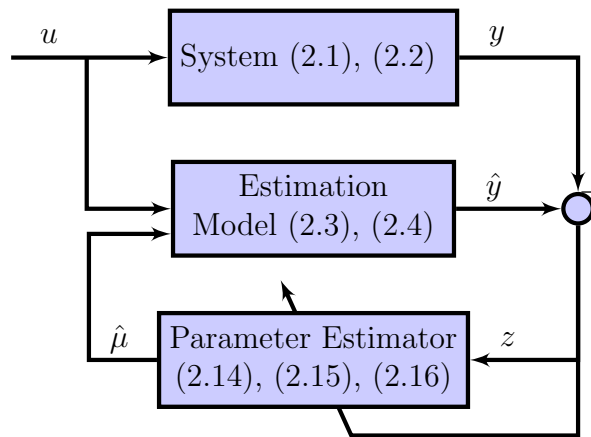 u
System (2.1), (2.2)
y
Estimation
Model (2.3), (2.4)
ŷ
−
μ̂
Parameter Estimator
(2.14), (2.15), (2.16)
z